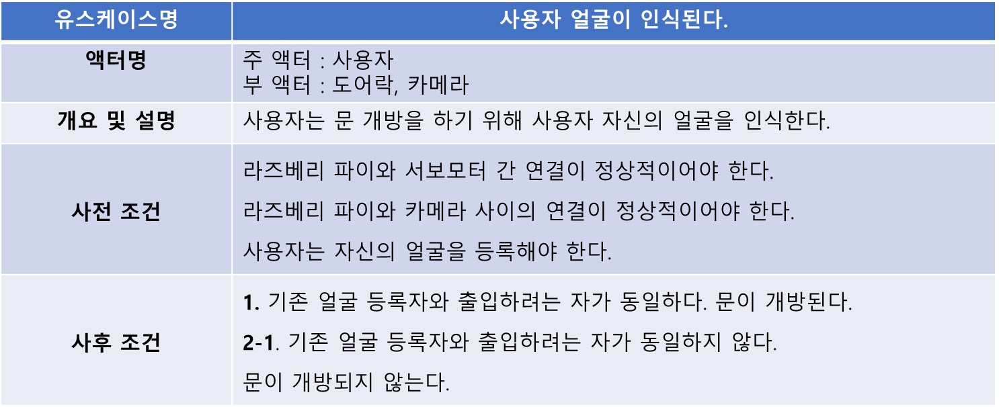 유스케이스명
사용자 얼굴이 인식된다.
액터명
주 액터 : 사용자
부 액터 : 도어락, 카메라
개요 및 설명
사용자는 문 개방을 하기 위해 사용자 자신의 얼굴을 인식한다.
사전 조건
라즈베리 파이와 서보모터 간 연결이 정상적이어야 한다.
라즈베리 파이와 카메라 사이의 연결이 정상적이어야 한다.
사용자는 자신의 얼굴을 등록해야 한다.
사후 조건
1. 기존 얼굴 등록자와 출입하려는 자가 동일하다. 문이 개방된다.
2-1. 기존 얼굴 등록자와 출입하려는 자가 동일하지 않다.
문이 개방되지 않는다.